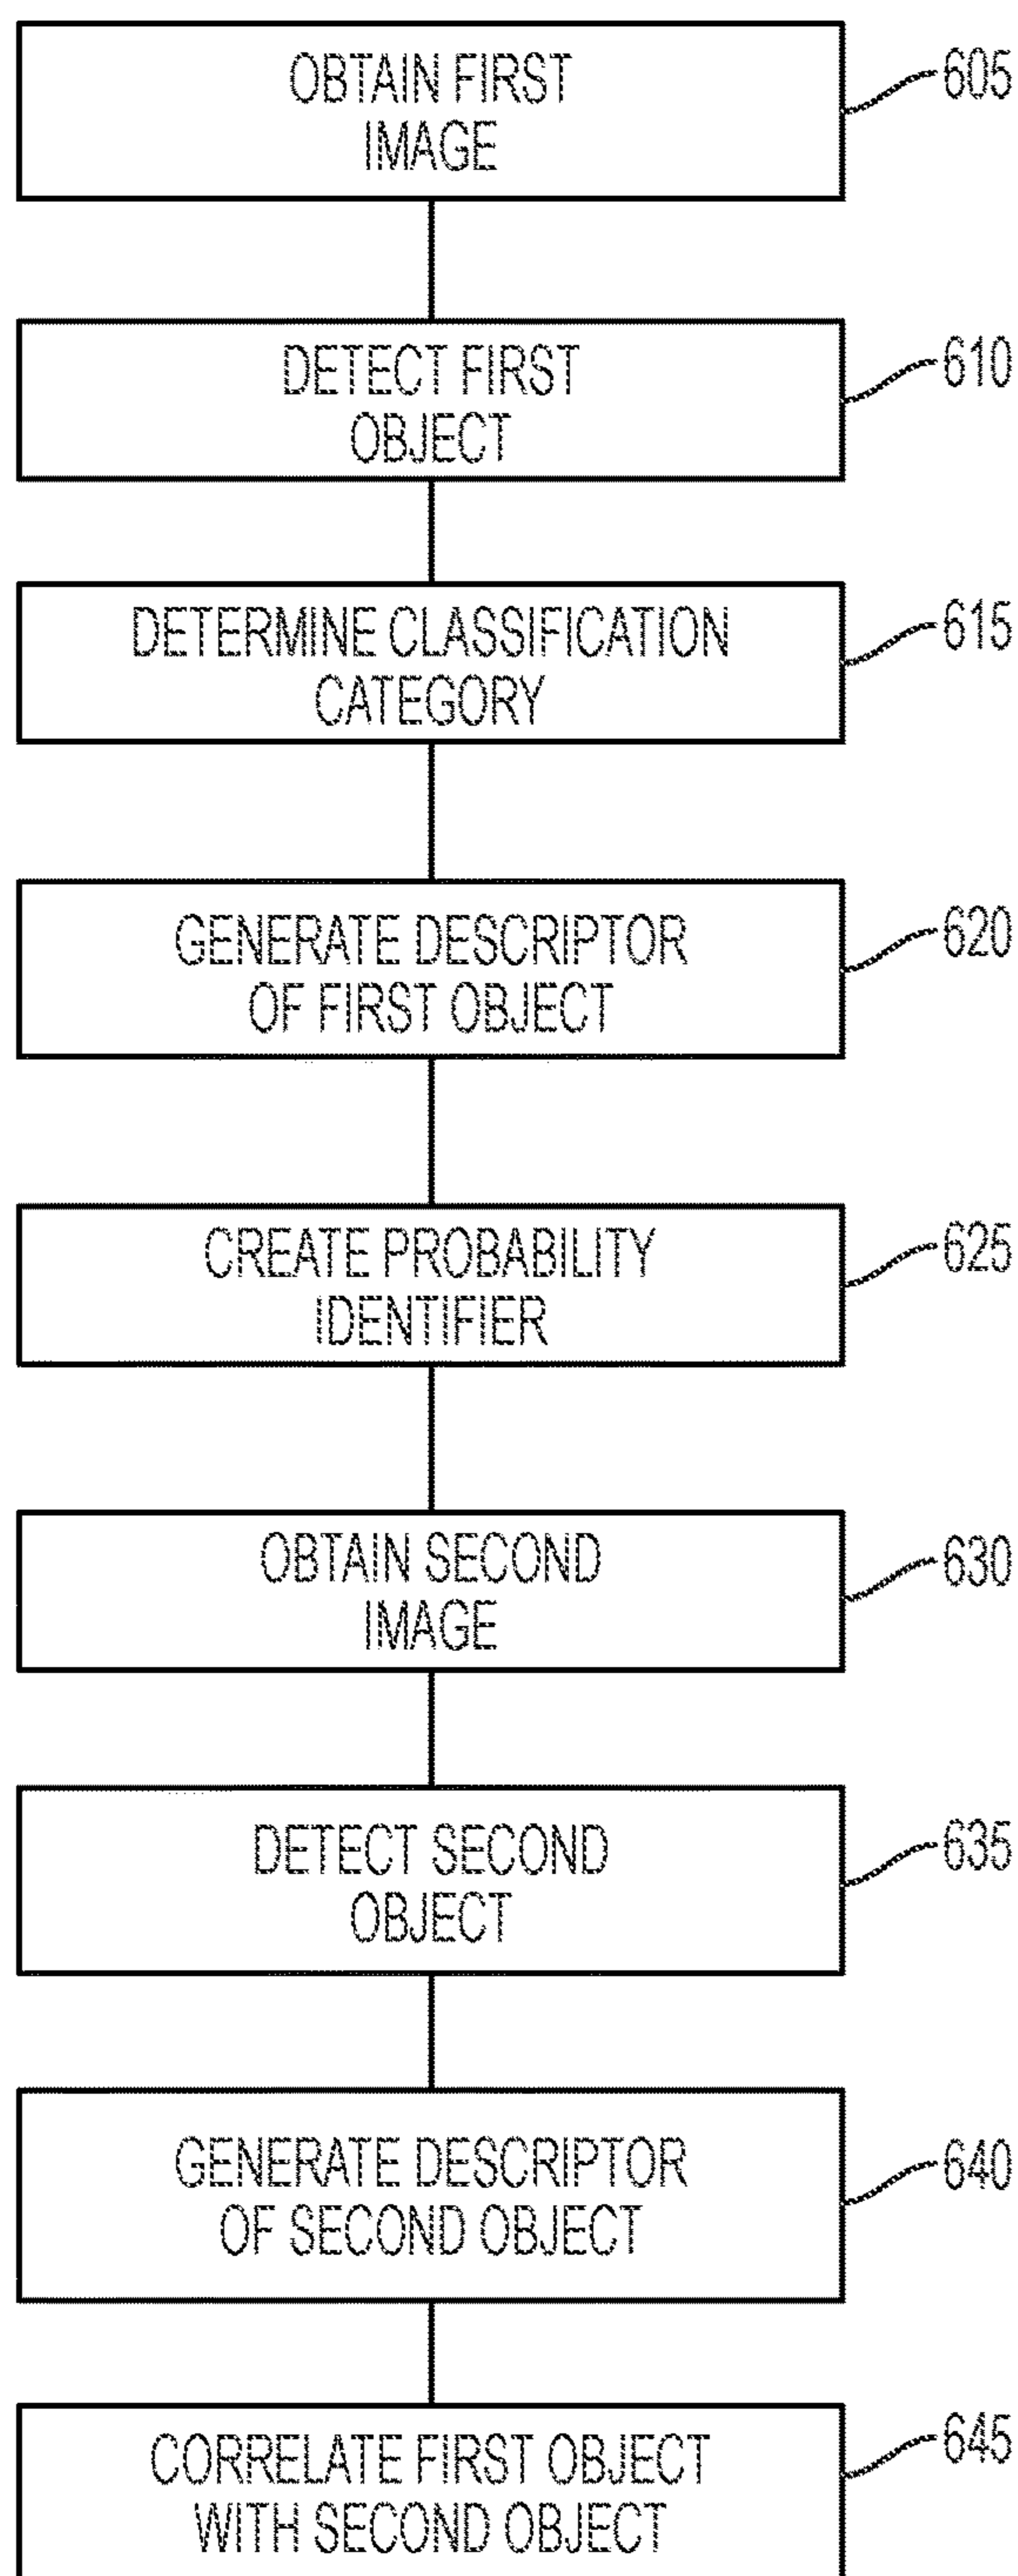 OBTAIN FIRST
IMAGE
605
DETECT FIRST
OBJECT
610
DETERMINE CLASSIFICATION
CATEGORY
615
GENERATE DESCRIPTOR
OF FIRST OBJECT
620
CREATE PROBABILITY
IDENTIFIER
625
OBTAIN SECOND
IMAGE
630
DETECT SECOND
OBJECT
635
GENERATE DESCRIPTOR
OF SECOND OBJECT
640
CORRELATE FIRST OBJECT
WITH SECOND OBJECT
645